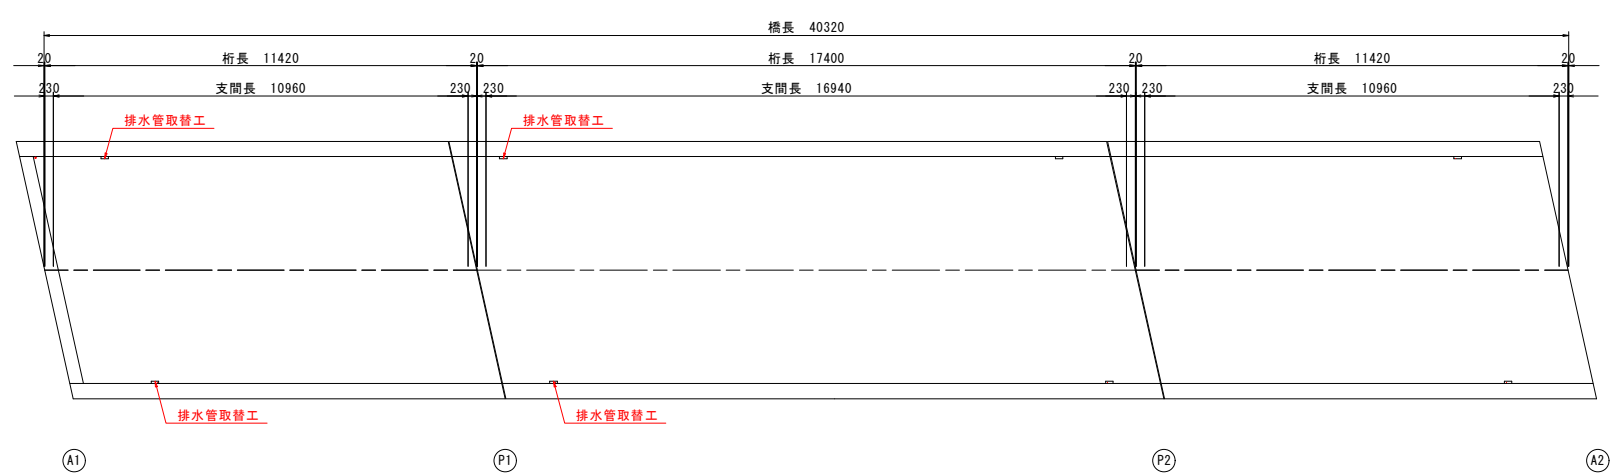 橋長 40320
20 桁長 11420 20 桁長 17400 20 桁長 11420 20
230 支間長 10960 230 230 支間長 16940 230 230 支間長 10960 230
排水管取替工 排水管取替工
排水管取替工 排水管取替工
A1 P1 P2 A2